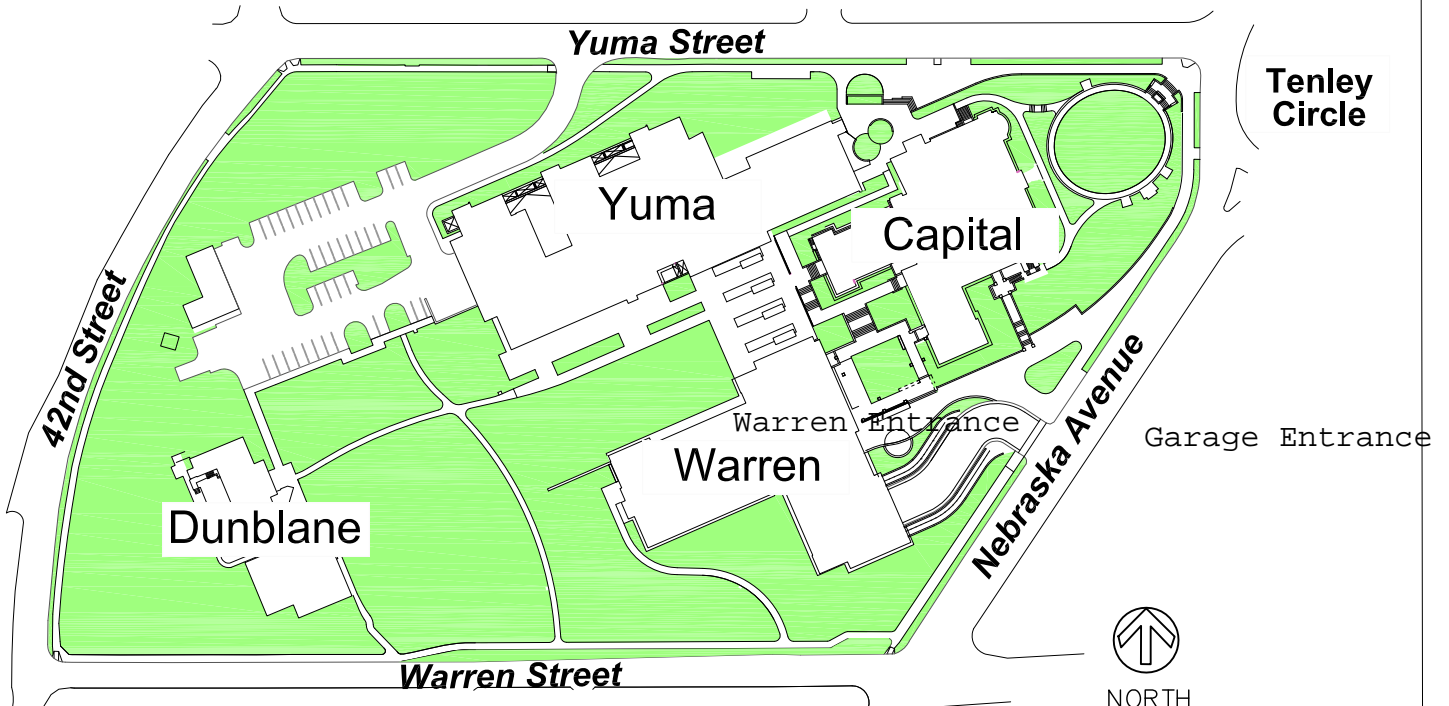 Yuma Street
Tenley
Circle
Yuma
Capital
42nd Street
Nebraska Avenue
Warren Entrance
Garage Entrance
Warren
Dunblane
Warren Street
NORTH